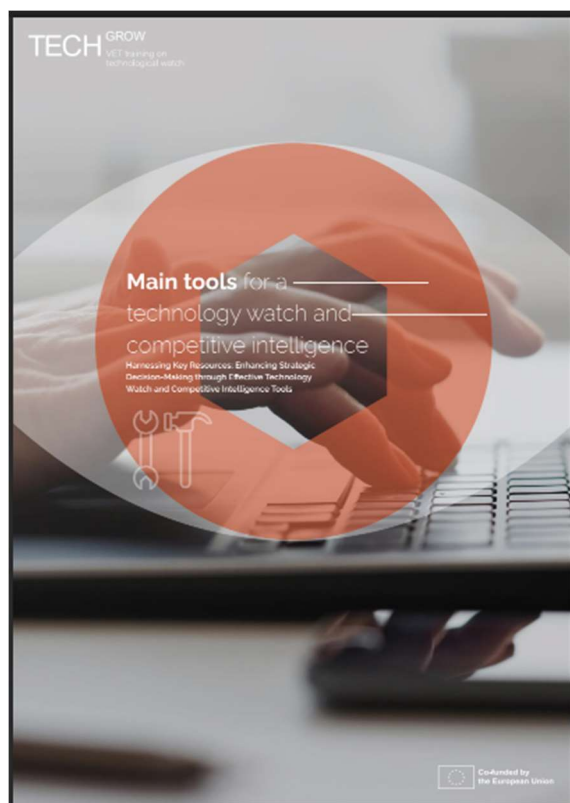 TECH GROW
VET training on
technological watch
Main tools for a
technology watch and
competitive intelligence
Harnessing Key Resources: Enhancing Strategic
Decision-Making through Effective Technology
Watch and Competitive Intelligence Tools
Co-funded by
the European Union